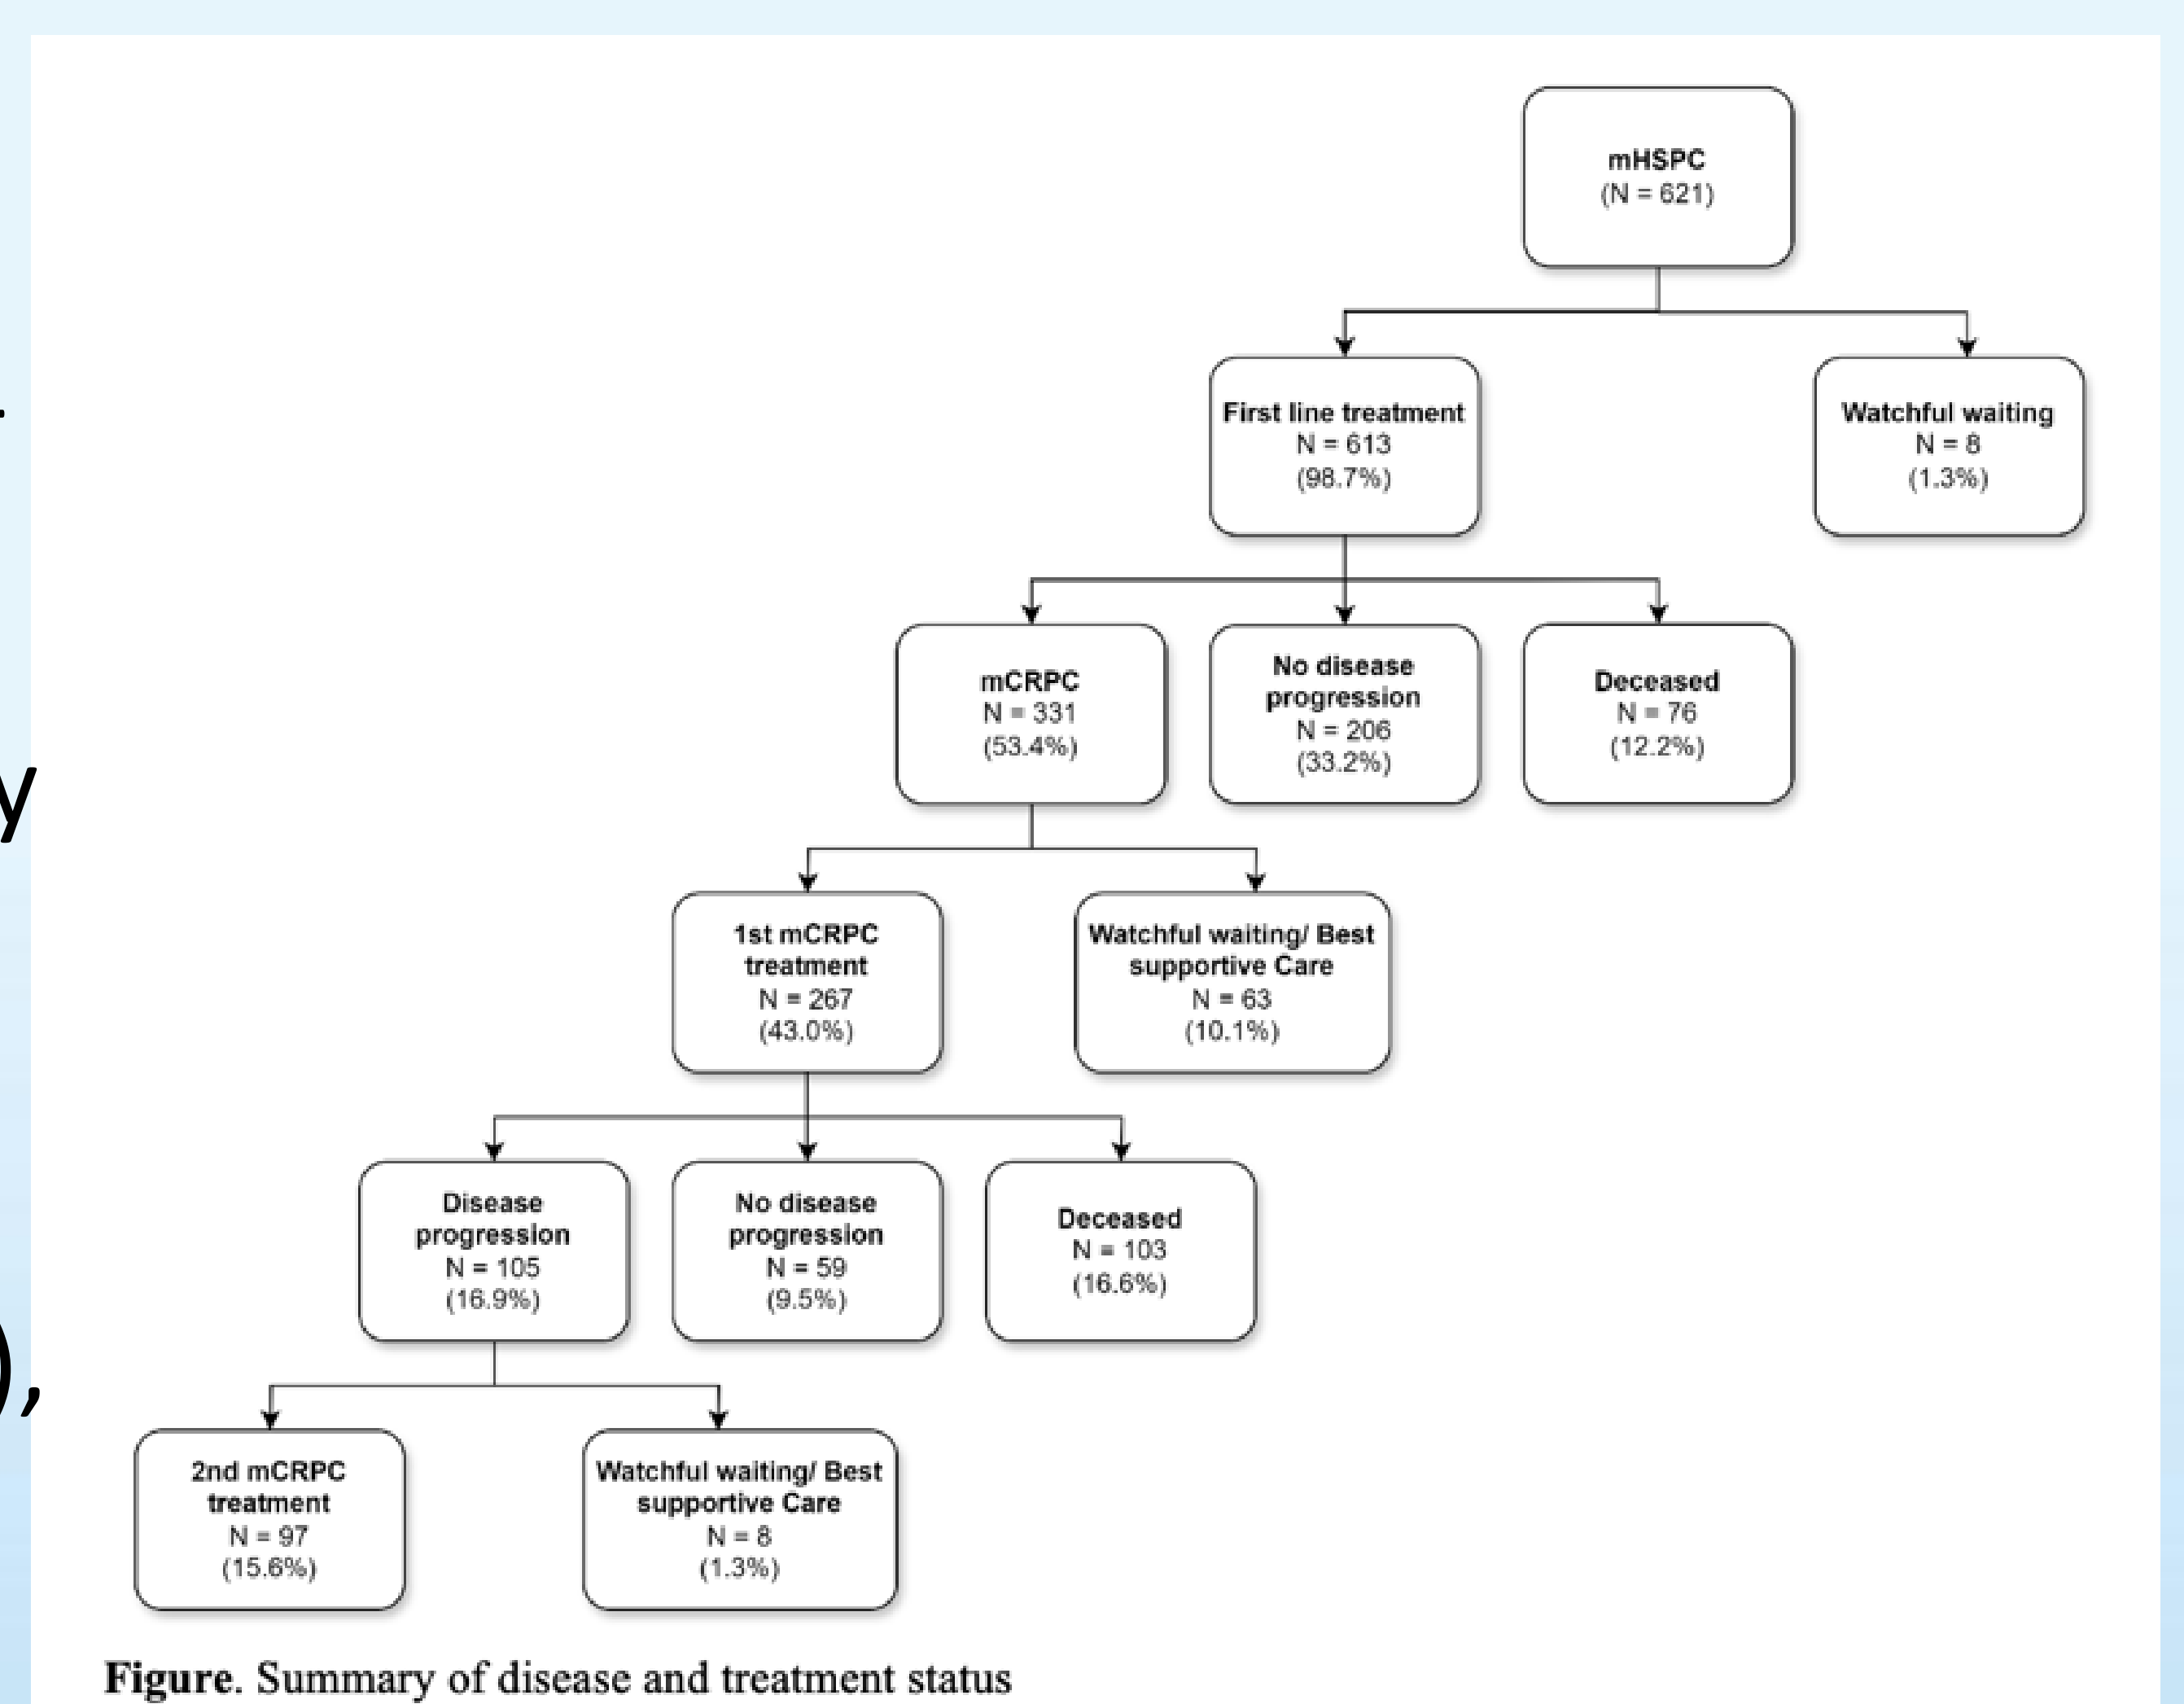 mHSPC
(N = 621)
First line treatment
N = 613
(98.7%)
Watchful waiting
N = 8
(1.3%)
mCRPC
N = 331
(53.4%)
No disease
progression
N = 206
(33.2%)
Deceased
N = 76
(12.2%)
1st mCRPC
treatment
N = 267
(43.0%)
Watchful waiting/ Best
supportive Care
N = 63
(10.1%)
Disease
progression
N = 105
(16.9%)
No disease
progression
N = 59
(9.5%)
Deceased
N = 103
(16.6%)
2nd mCRPC
treatment
N = 97
(15.6%)
Watchful waiting/ Best
supportive Care
N = 8
(1.3%)
y
),
Figure. Summary of disease and treatment status